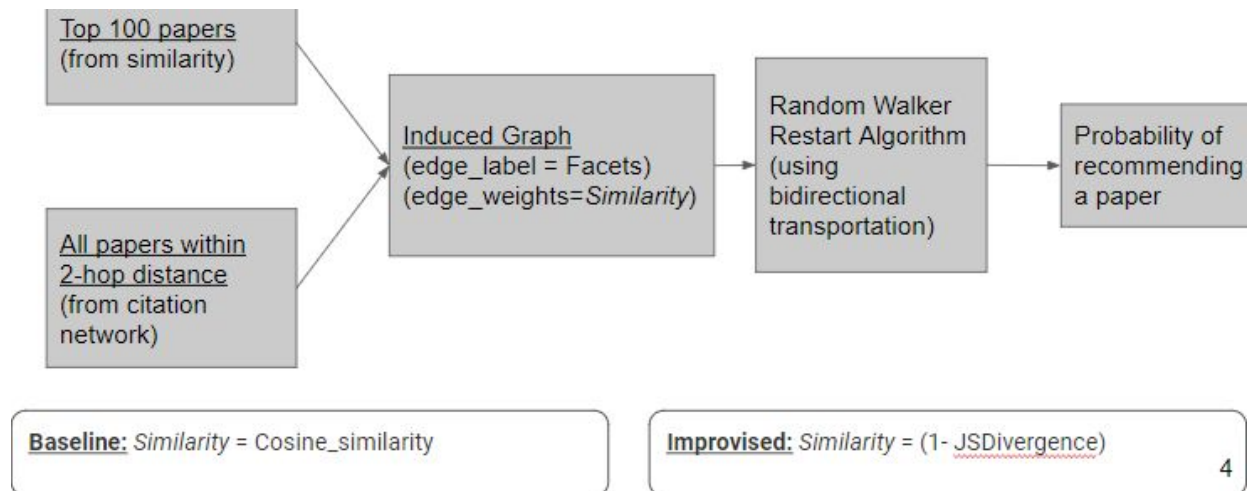 Top 100 papers
(from similarity)
All papers within
2-hop distance
(from citation
network)
Induced Graph
(edge_label = Facets)
(edge_weights=Similarity)
Random Walker
Restart Algorithm
(using
bidirectional
transportation)
Probability of
recommending
a paper
Baseline: Similarity = Cosine_similarity
Improvised: Similarity = (1- JSDivergence)
4